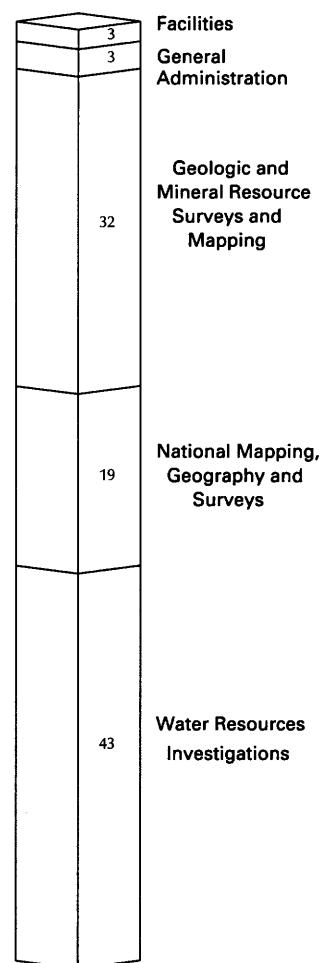 3 Facilities
3 General
Administration
Geologic and
Mineral Resource
Surveys and
32
Mapping
National Mapping,
19 Geography and
Surveys
Water Resources
43
Investigations